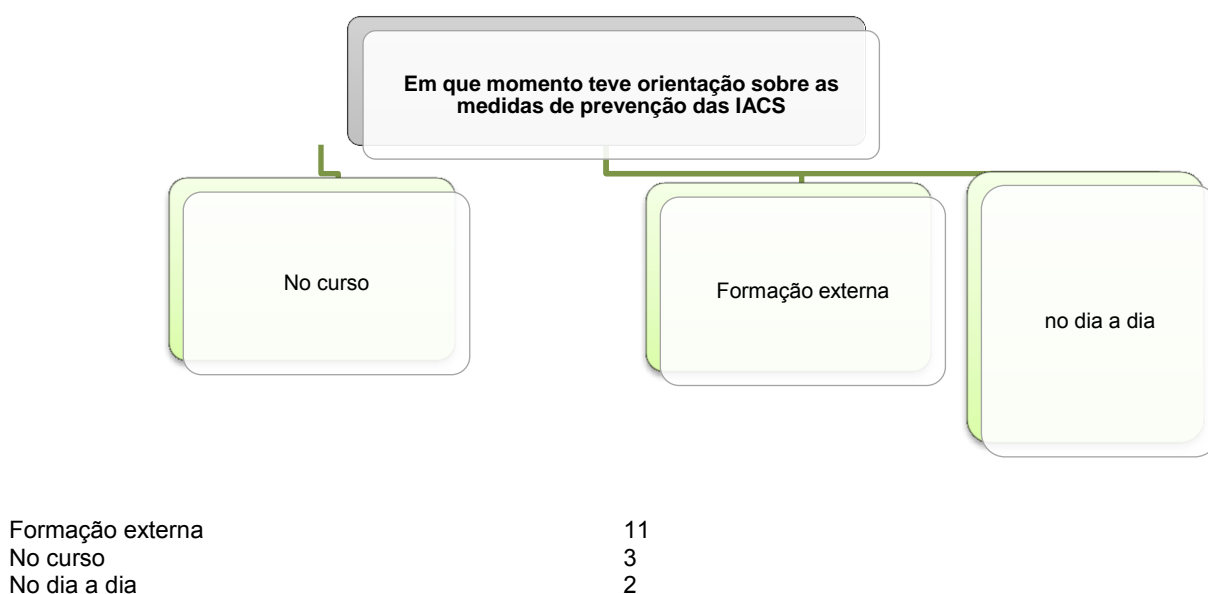 Em que momento teve orientação sobre as
medidas de prevenção das IACS
No curso
Formação externa
no dia a dia
Formação externa 11
No curso 3
No dia a dia 2